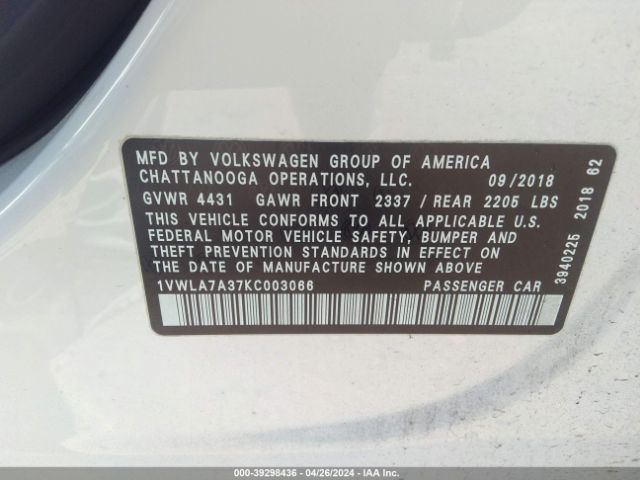 MFD BY VOLKSWAGEN GROUP OF AMERICA
CHATTANOOGA OPERATIONS, LLC. 09/2018
GVWR 4431 GAWR FRONT 2337 / REAR 2205 LBS
THIS VEHICLE CONFORMS TO ALL APPLICABLE U.S.
FEDERAL MOTOR VEHICLE SAFETY, BUMPER AND
THEFT PREVENTION STANDARDS IN EFFECT ON
THE DATE OF MANUFACTURE SHOWN ABOVE
1VWLA7A37KC003066 PASSENGER CAR
3940225 2018 62
000-39298436 - 04/26/2024 - IAA Inc.